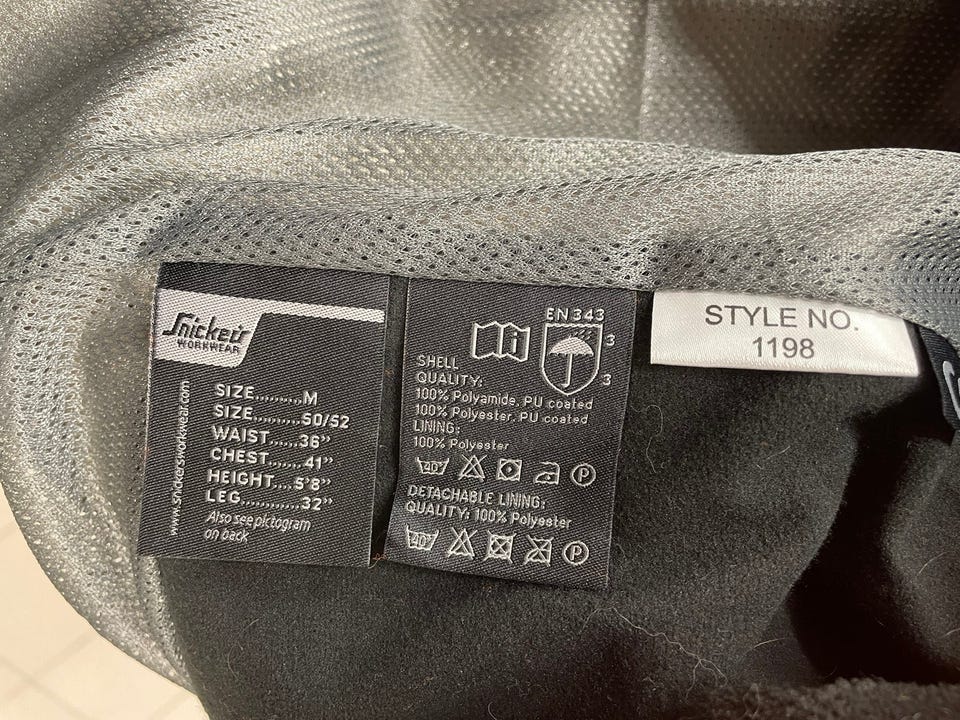 Snickers
WORKWEAR
www.snickersworkwear.com
SIZE..........M
SIZE..........50/52
WAIST......36"
CHEST.......41"
HEIGHT....5'8"
LEG............32"
Also see pictogram
on back
EN 343
3
3
SHELL
QUALITY:
100% Polyamide, PU coated
100% Polyester, PU coated
LINING:
100% Polyester
40° P
DETACHABLE LINING:
QUALITY: 100% Polyester
40° P
STYLE NO.
1198